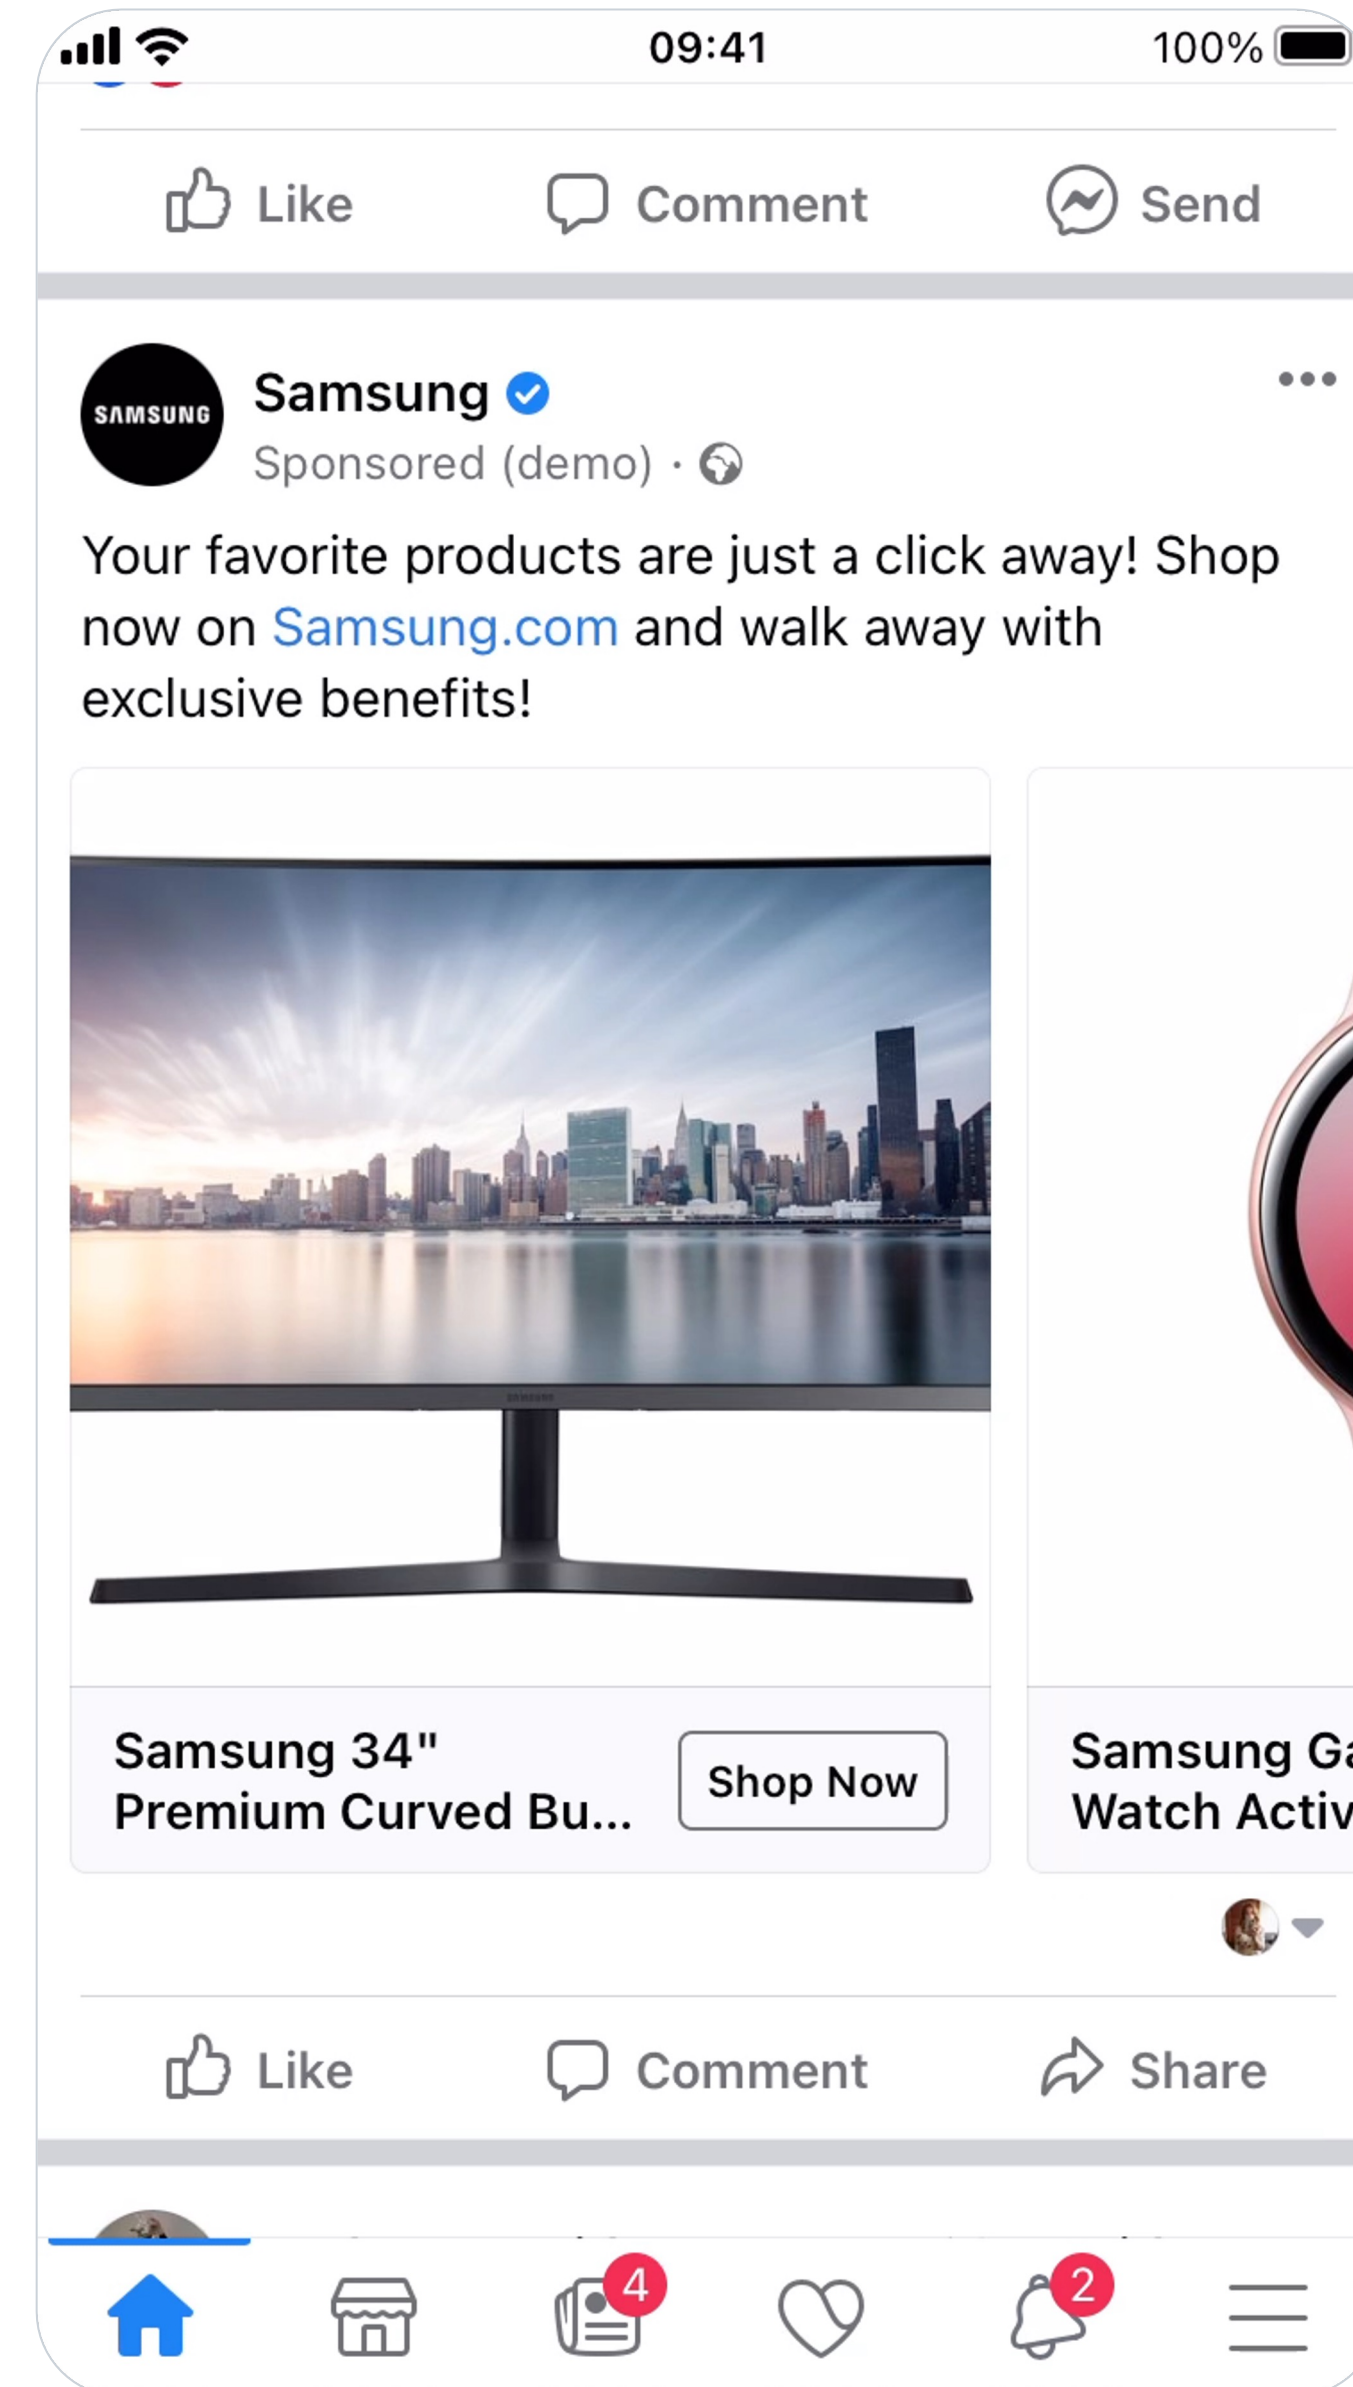 09:41
100%
Like
Comment
Send
SAMSUNG
Samsung
Sponsored (demo) ·
Your favorite products are just a click away! Shop
now on Samsung.com and walk away with
exclusive benefits!
SAMSUNG
Samsung 34"
Premium Curved Bu...
Shop Now
Samsung Ga
Watch Activ
Like
Comment
Share
4
2